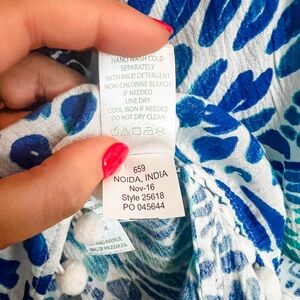 HAND WASH COLD
SEPARATELY
WITH MILD DETERGENT
NON-CHLORINE BLEACH
IF NEEDED
LINE DRY
COOL IRON IF NEEDED
DO NOT DRY CLEAN
659
NOIDA, INDIA
Nov-16
Style 25618
PO 045644